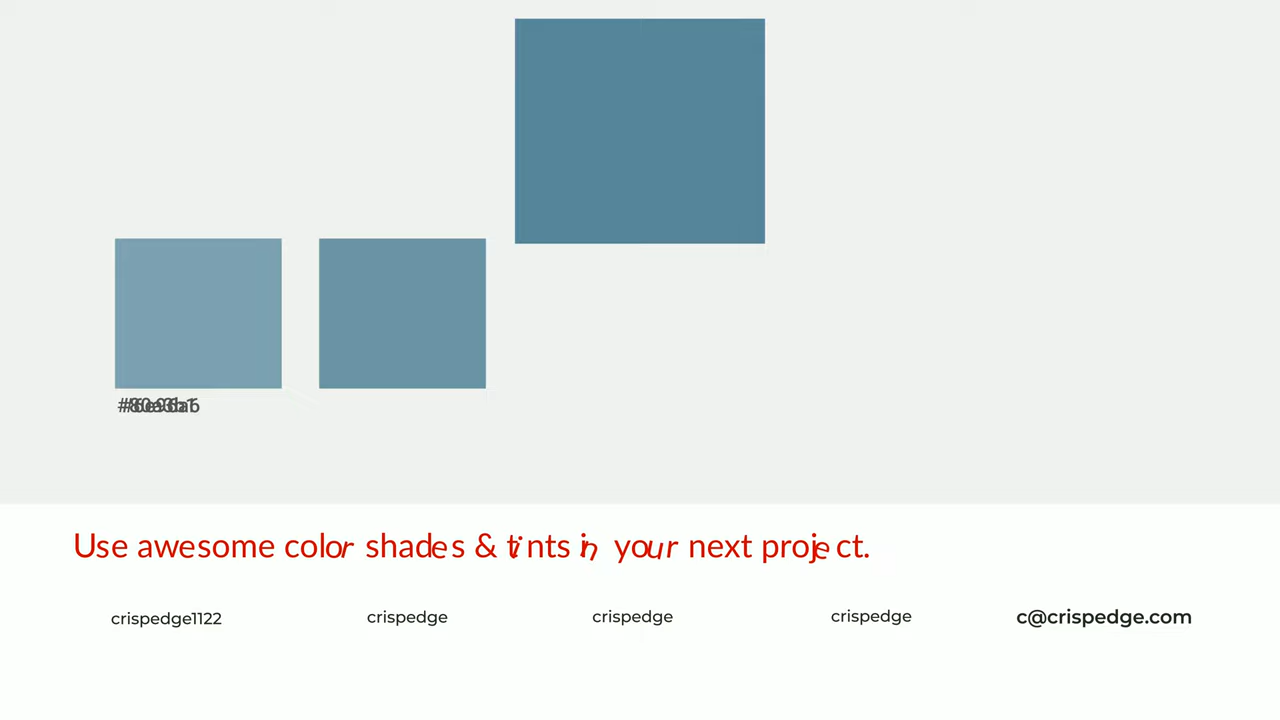 Use awesome color shades & tints in your next project.
crispedge1122 crispedge crispedge crispedge c@crispedge.com